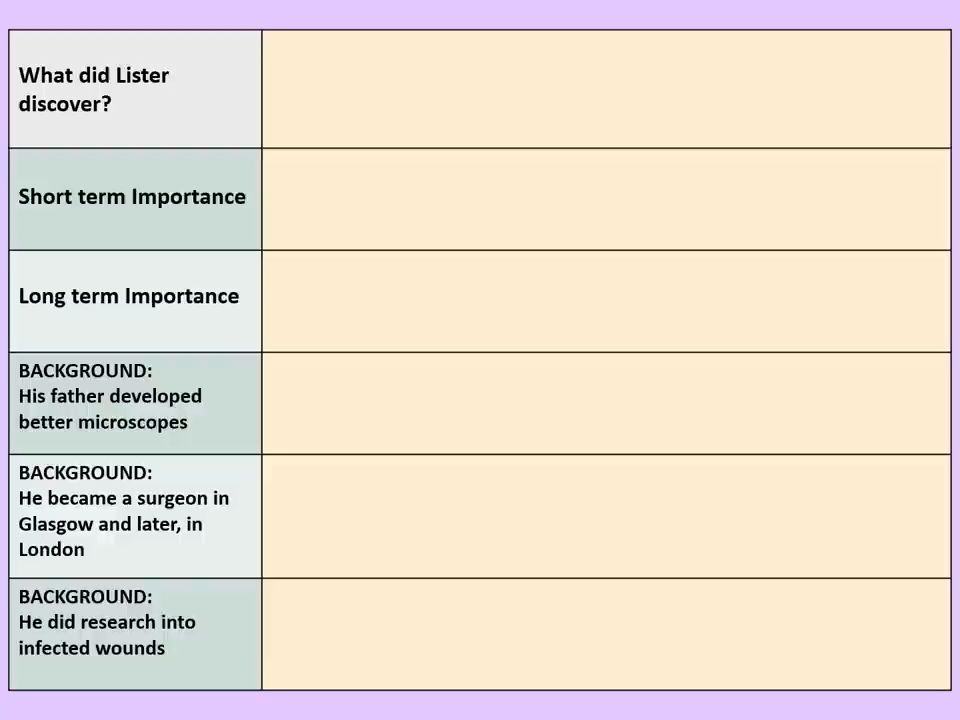 What did Lister
discover?
Short term Importance
Long term Importance
BACKGROUND:
His father developed
better microscopes
BACKGROUND:
He became a surgeon in
Glasgow and later, in
London
BACKGROUND:
He did research into
infected wounds